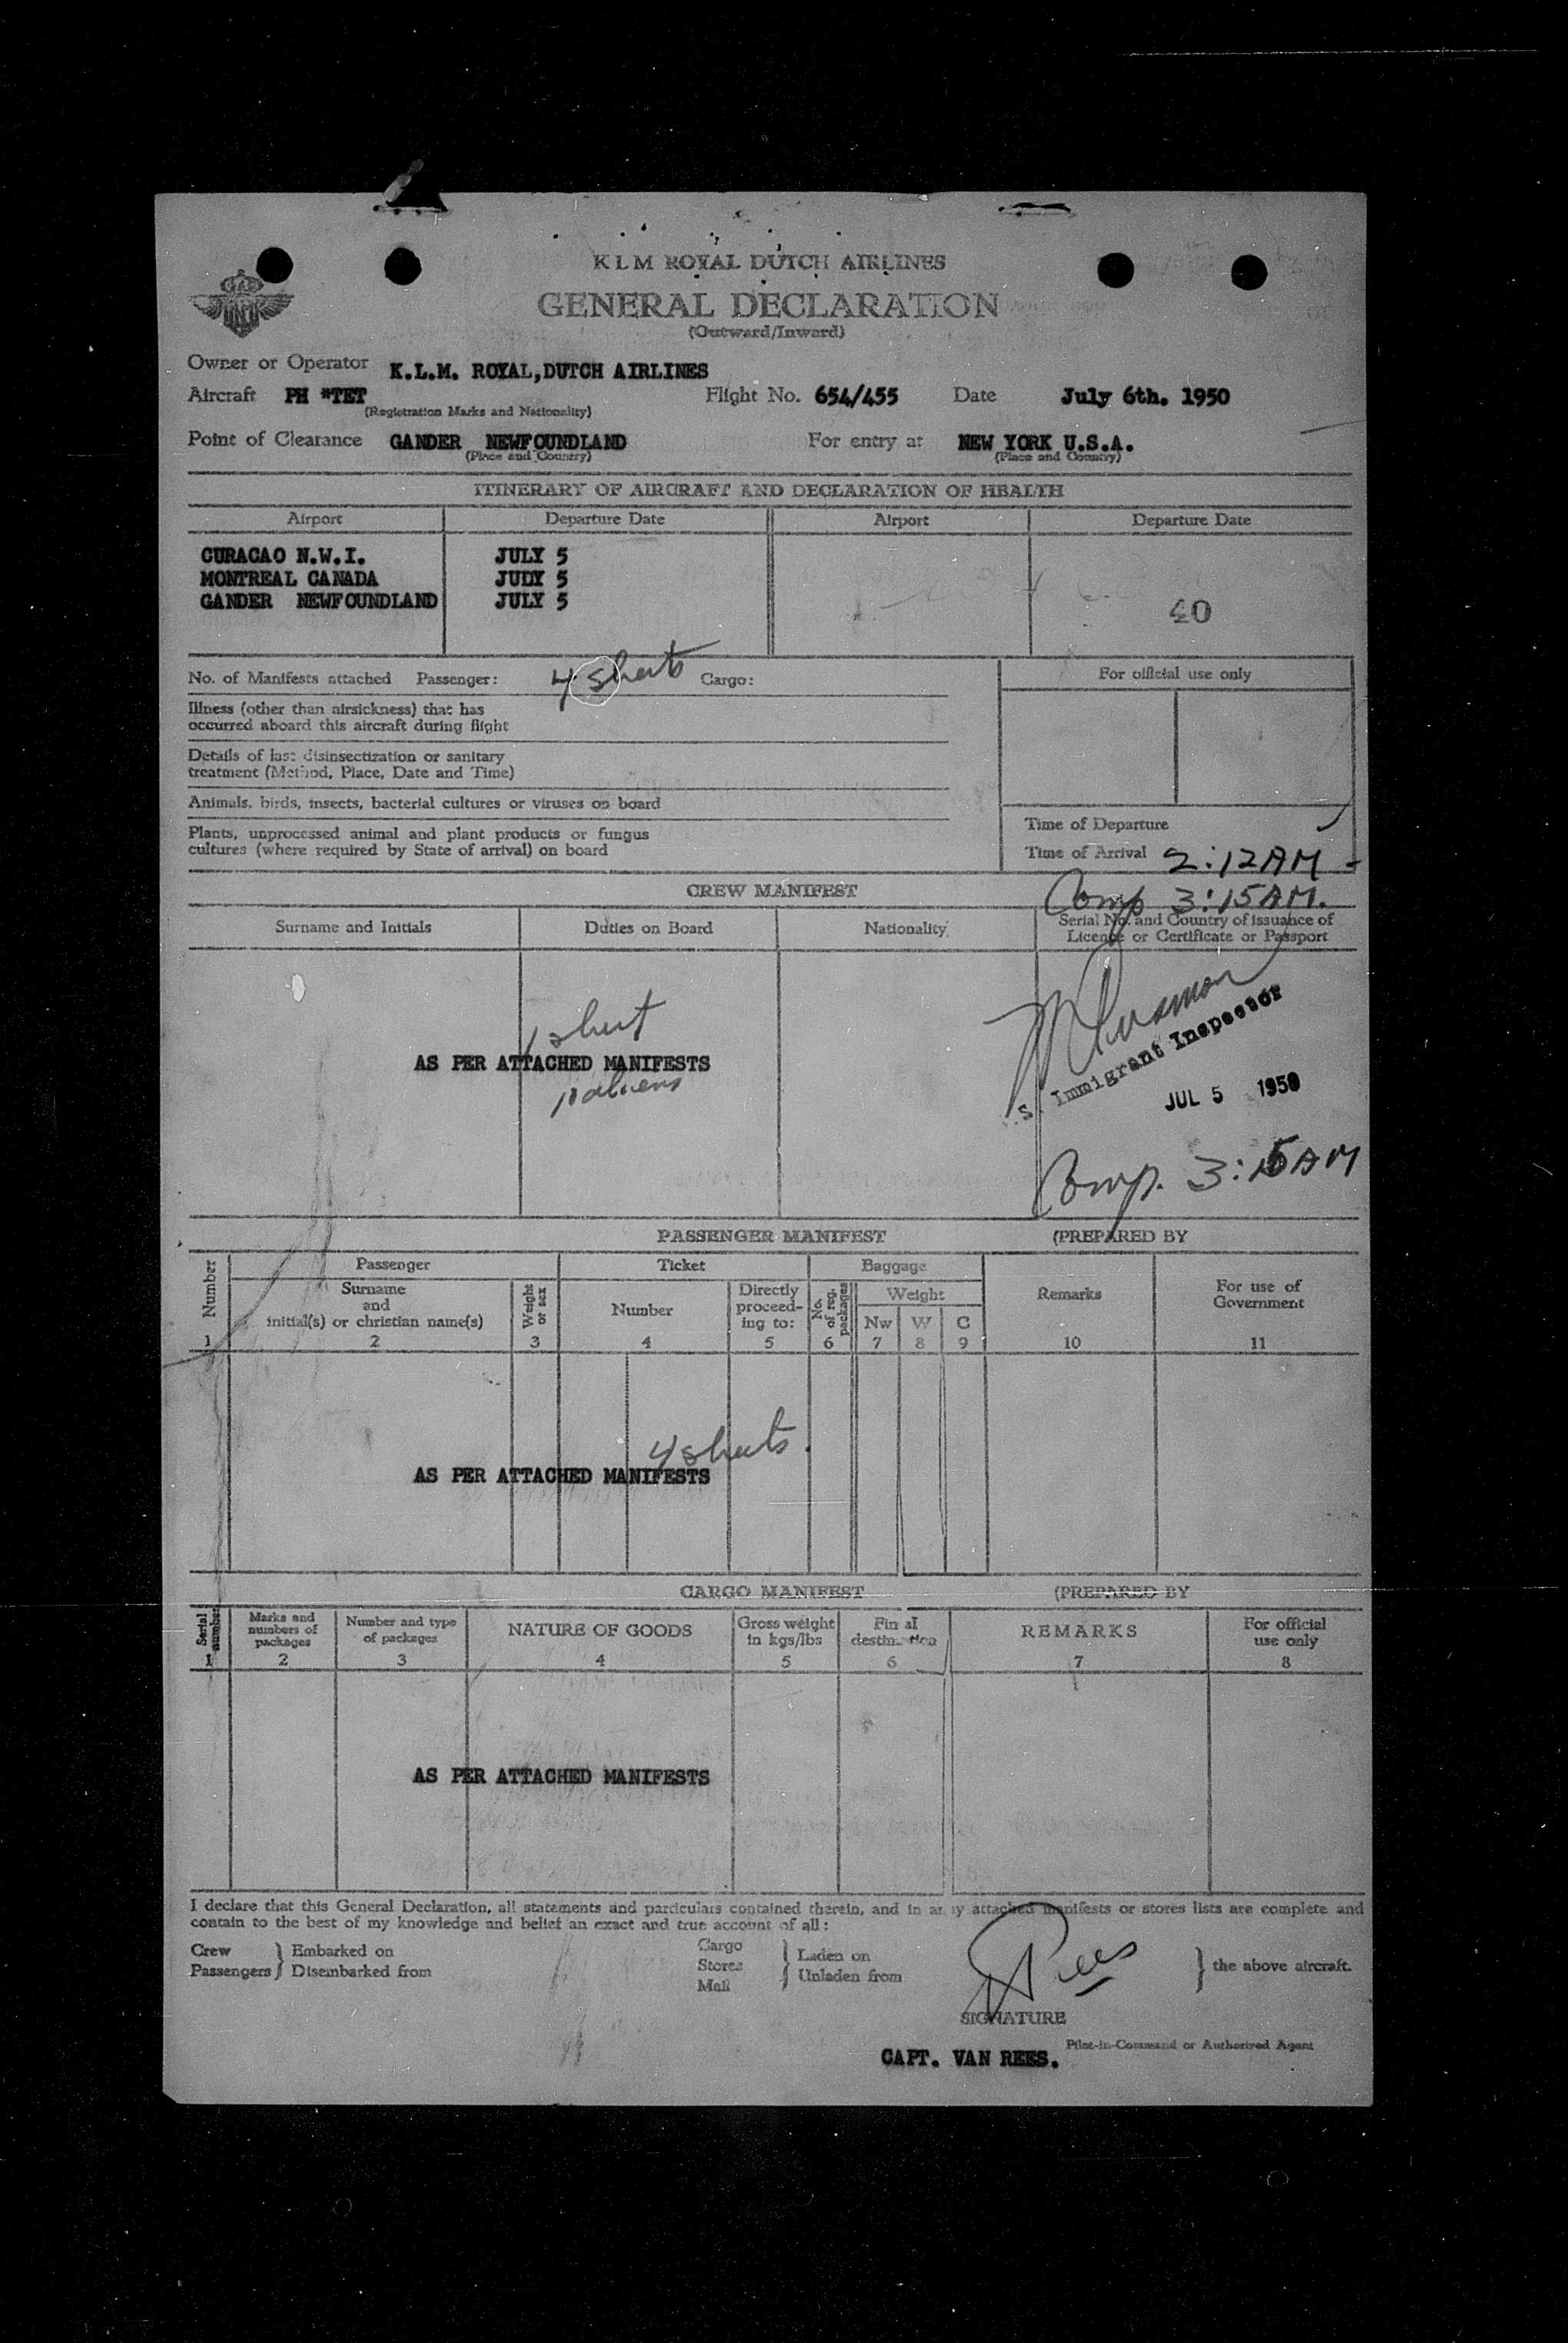 K L M ROYAL DUTCH AIRLINES
GENERAL DECLARATION
(Outward/Inward)
Owner or Operator K.L.M. ROYAL,DUTCH AIRLINES
Aircraft PH *TET Flight No. 654/455 Date July 6th. 1950
(Registration Marks and Nationality)
Point of Clearance GANDER NEWFOUNDLAND For entry at NEW YORK U.S.A.
(Place and Country) (Place and Country)
ITINERARY OF AIRCRAFT AND DECLARATION OF HEALTH
Airport Departure Date Airport Departure Date
CURACAO N.W.I. JULY 5
MONTREAL CANADA JUDY 5
GANDER NEWFOUNDLAND JULY 5
40
No. of Manifests attached Passenger: 4 sheets Cargo:
For official use only
Illness (other than airsickness) that has
occurred aboard this aircraft during flight
Details of last disinsectization or sanitary
treatment (Method, Place, Date and Time)
Animals, birds, insects, bacterial cultures or viruses on board
Plants, unprocessed animal and plant products or fungus
cultures (where required by State of arrival) on board
Time of Departure
Time of Arrival 2:12AM
Comp 3:15AM.
CREW MANIFEST
Surname and Initials Duties on Board Nationality Serial No. and Country of issuance of
Licence or Certificate or Passport
1 sheet
AS PER ATTACHED MANIFESTS
11 aliens
S. Immigrant Inspector
JUL 5 1950
Comp. 3:15AM
PASSENGER MANIFEST (PREPARED BY
Number Passenger Ticket Baggage Remarks For use of
Government
Surname
and
initial(s) or christian name(s)
Weight
or sex
Number
Directly
proceed-
ing to:
No.
of reg.
packages
Weight
Nw W C
1 2 3 4 5 6 7 8 9 10 11
4 sheets.
AS PER ATTACHED MANIFESTS
CARGO MANIFEST (PREPARED BY
Serial
number
Marks and
numbers of
packages
Number and type
of packages
NATURE OF GOODS
Gross weight
in kgs/lbs
Final
destination
REMARKS
For official
use only
1 2 3 4 5 6 7 8
AS PER ATTACHED MANIFESTS
I declare that this General Declaration, all statements and particulars contained therein, and in any attached manifests or stores lists are complete and
contain to the best of my knowledge and belief an exact and true account of all:
Crew
Passengers
Embarked on
Disembarked from
Cargo
Stores
Mail
Laden on
Unladen from
Rees
the above aircraft.
SIGNATURE
Pilot-in-Command or Authorized Agent
CAPT. VAN REES.